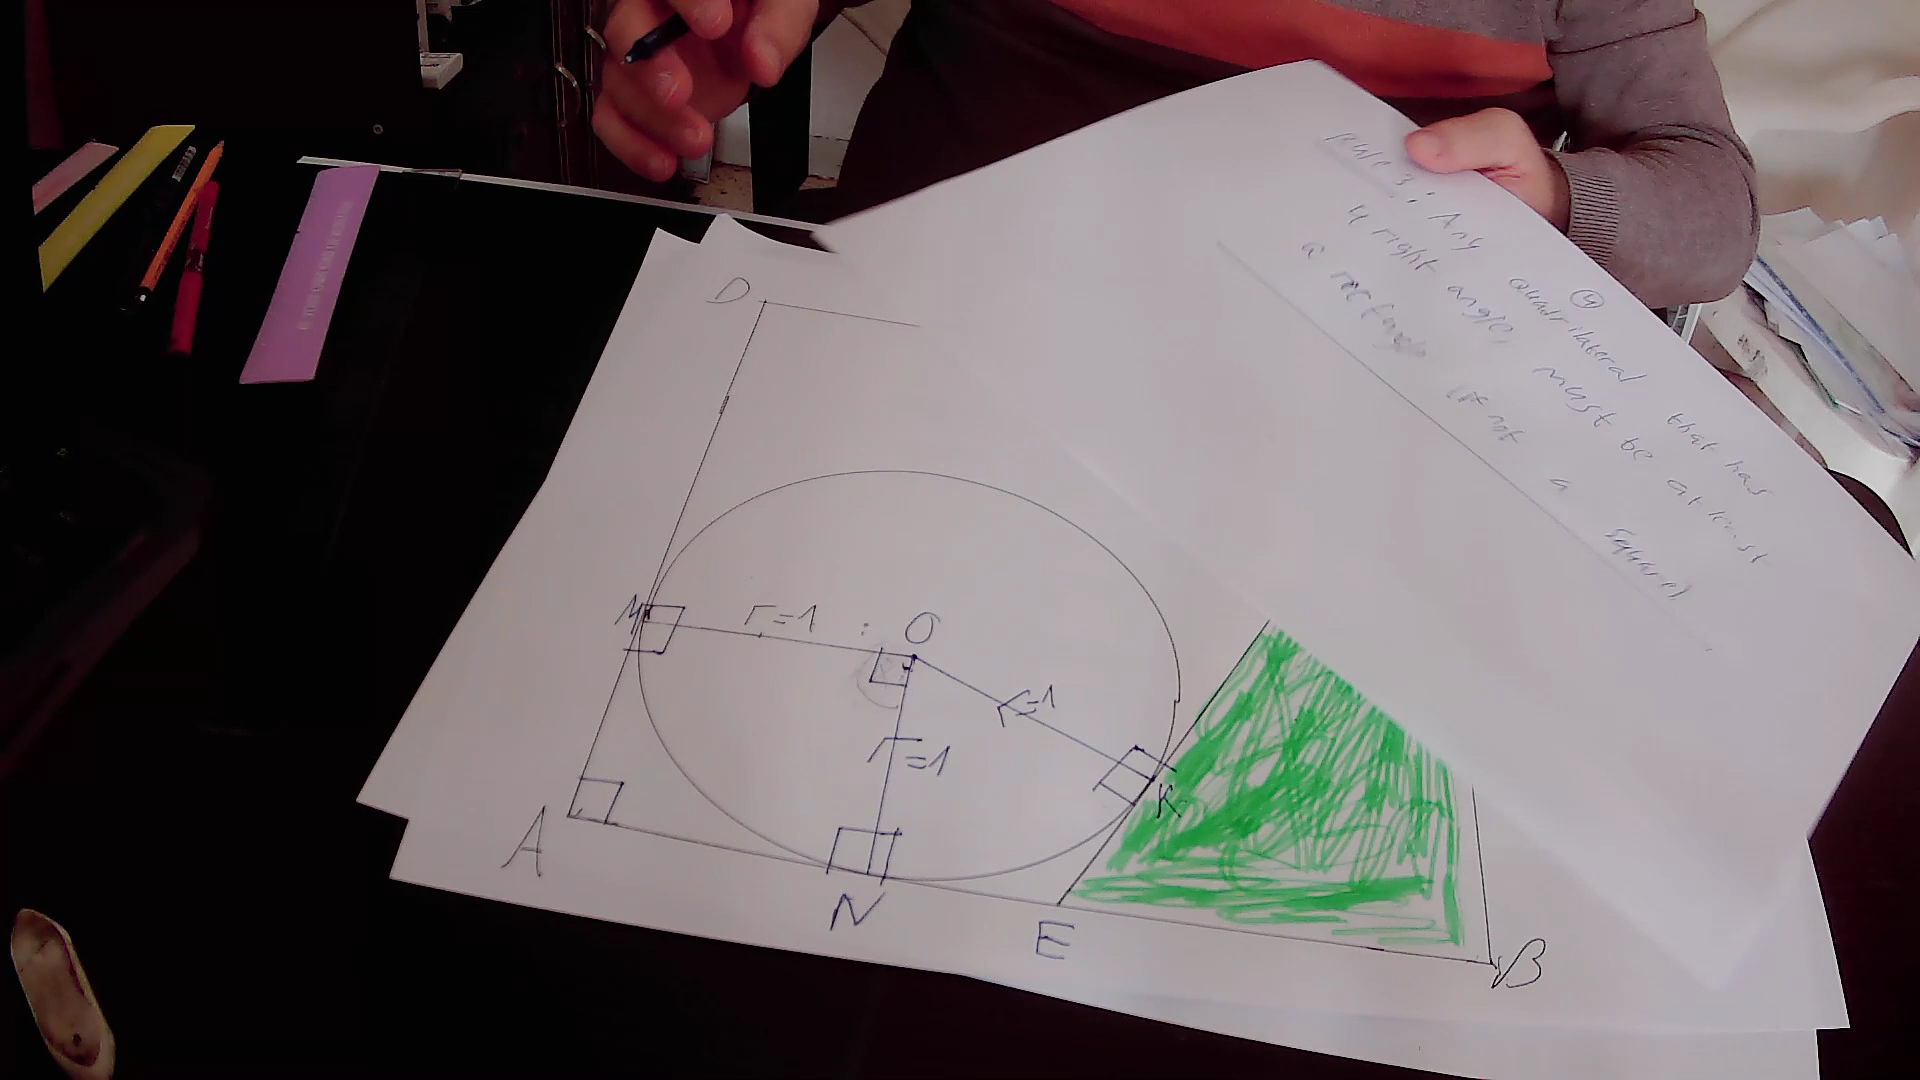 Rule 3: Any quadrilateral that has
4 right angles must be at least
a rectangle (if not a square)
4
D
M
r=1
O
r=1
r=1
K
A
N
E
B